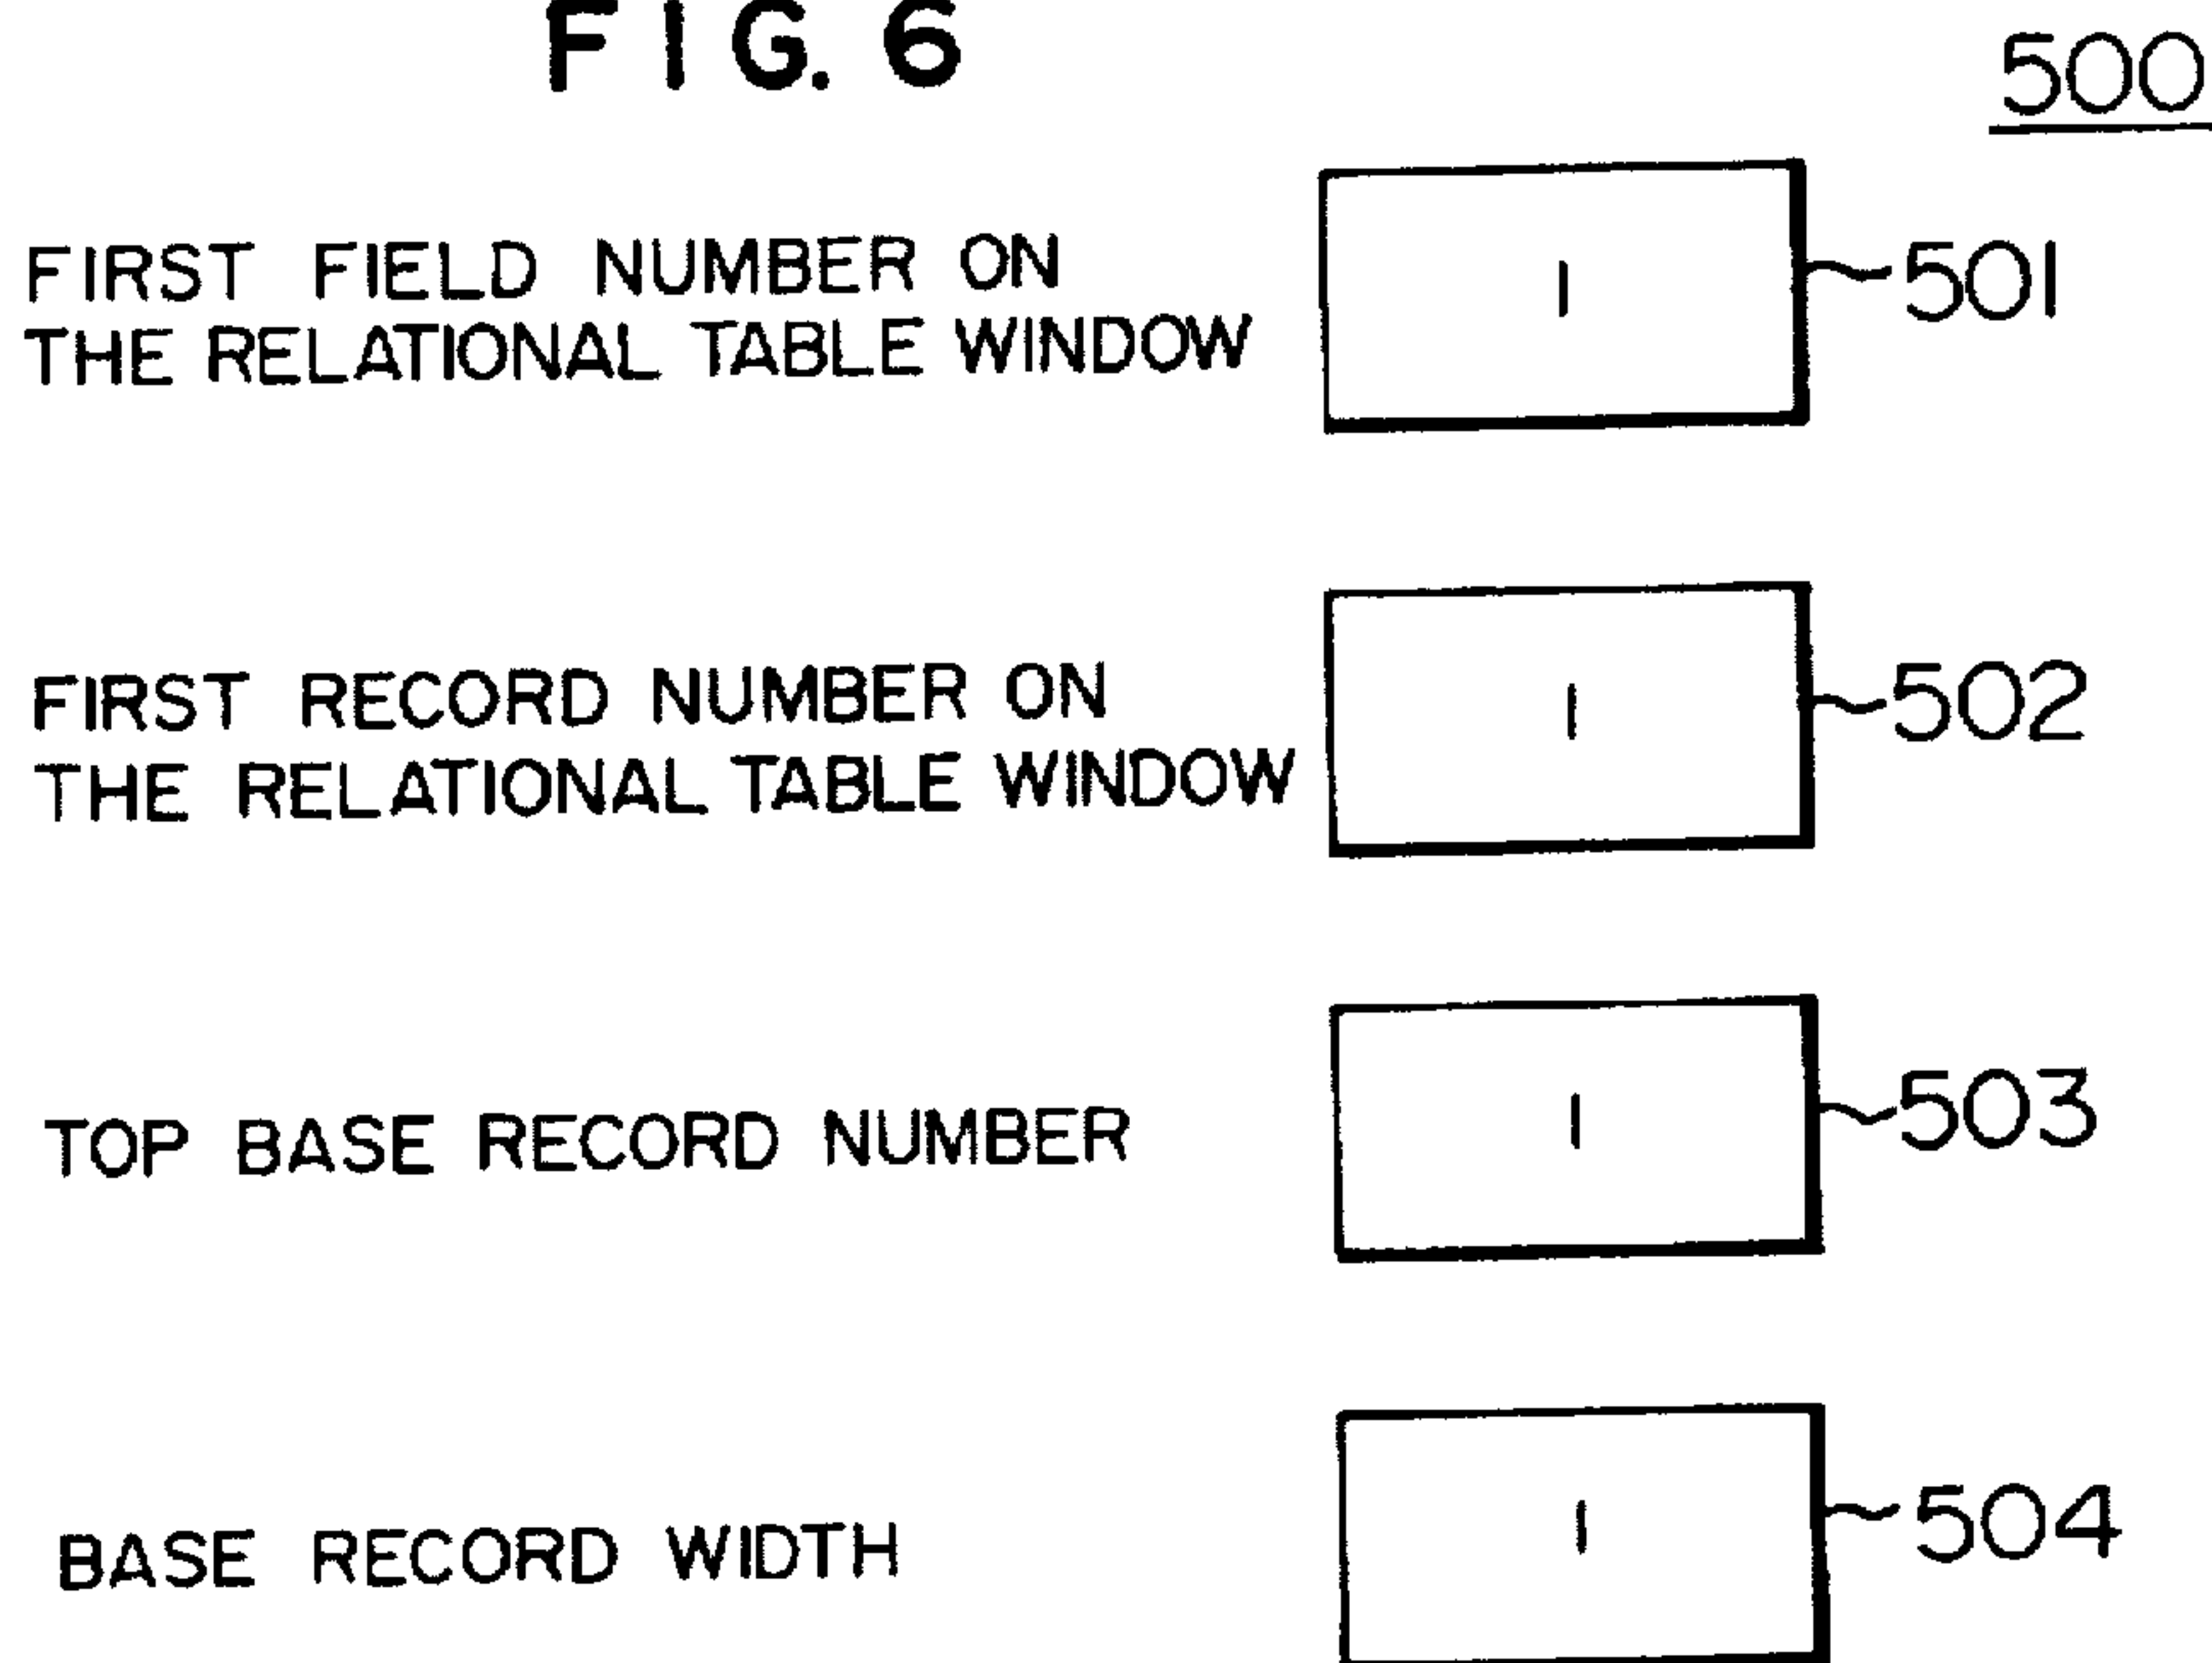 FIG. 6
500
FIRST FIELD NUMBER ON
THE RELATIONAL TABLE WINDOW
1
501
FIRST RECORD NUMBER ON
THE RELATIONAL TABLE WINDOW
1
502
TOP BASE RECORD NUMBER
1
503
BASE RECORD WIDTH
1
504